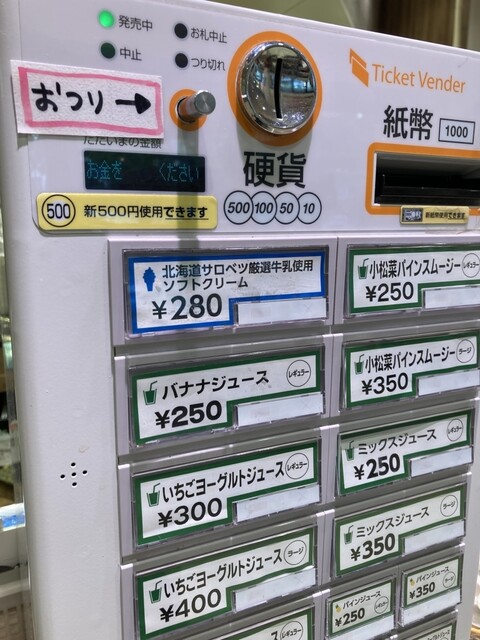 発売中
お札中止
中止
つり切れ
Ticket Vender
おつり→
ただいまの金額
お金を ください
硬貨
500 100 50 10
紙幣 1000
500 新500円使用できます
北海道サロベツ厳選牛乳使用
ソフトクリーム
¥280
小松菜パインスムージー レギュラー
¥250
バナナジュース レギュラー
¥250
小松菜パインスムージー ラージ
¥350
いちごヨーグルトジュース レギュラー
¥300
ミックスジュース レギュラー
¥250
いちごヨーグルトジュース ラージ
¥400
ミックスジュース ラージ
¥350
パインジュース
¥250 レギュラー
パインジュース
¥350 ラージ